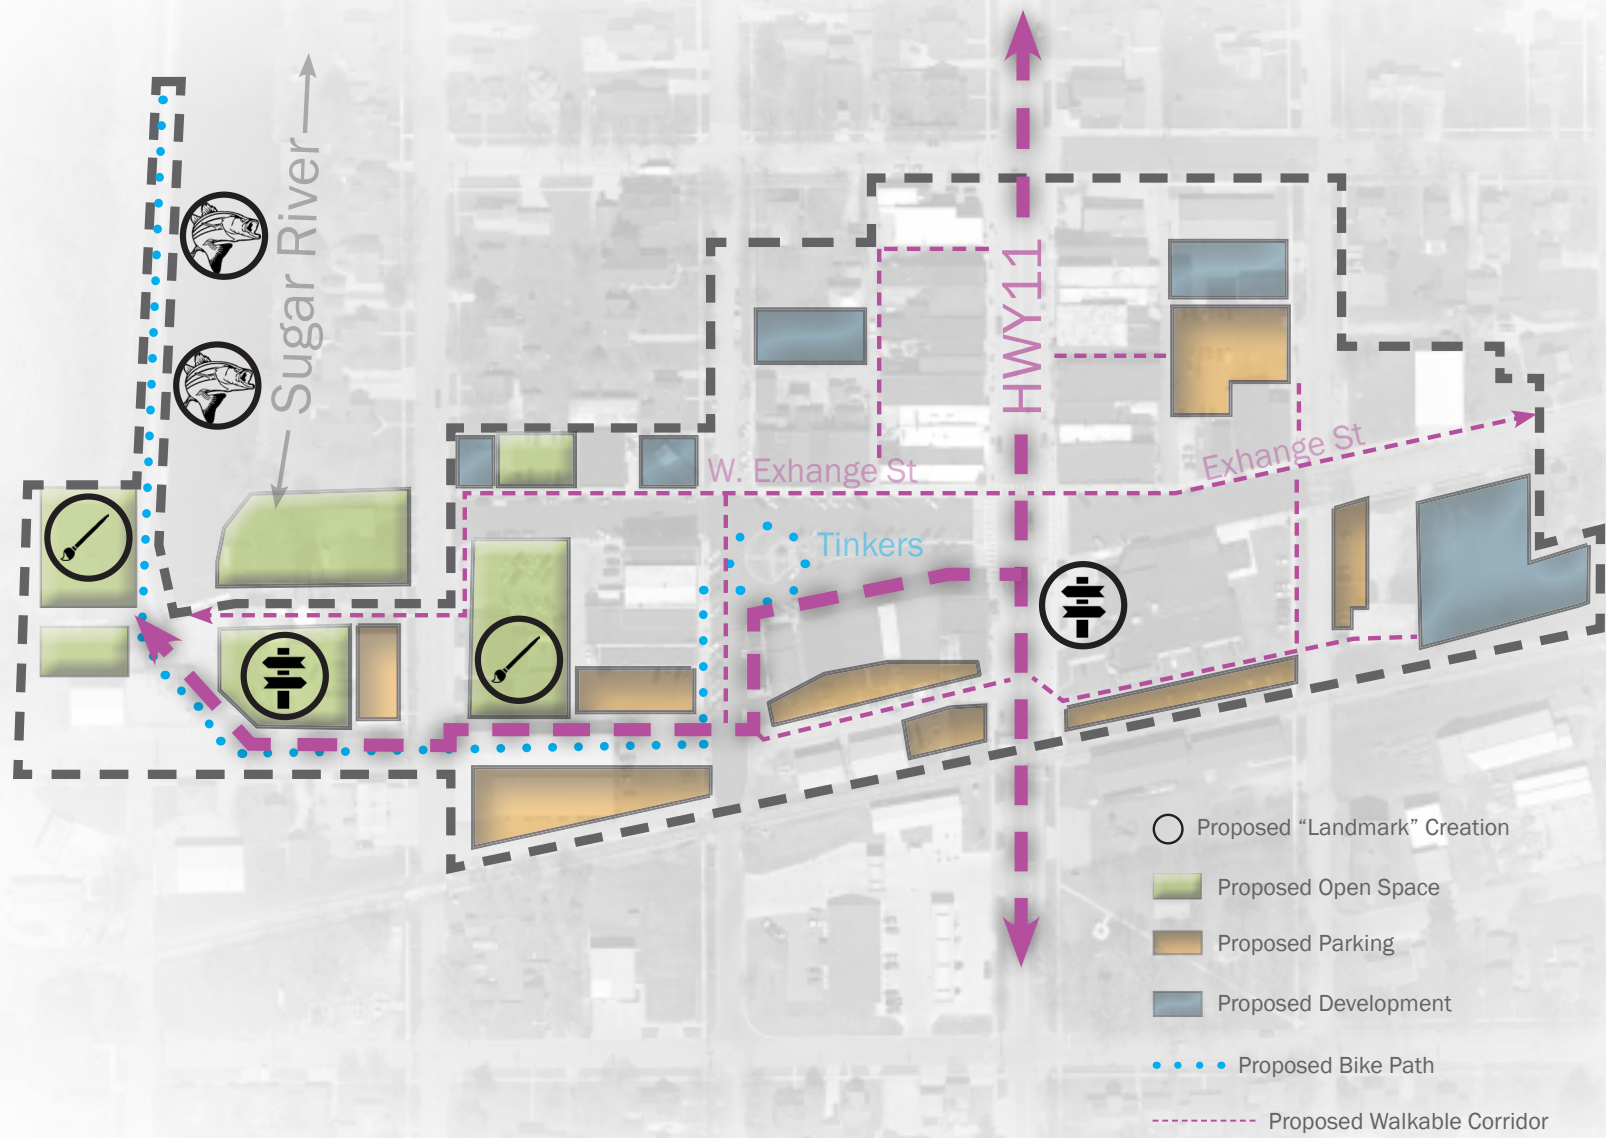 Sugar River
HWY11
W. Exhange St
Exhange St
Tinkers
Proposed “Landmark” Creation
Proposed Open Space
Proposed Parking
Proposed Development
Proposed Bike Path
Proposed Walkable Corridor